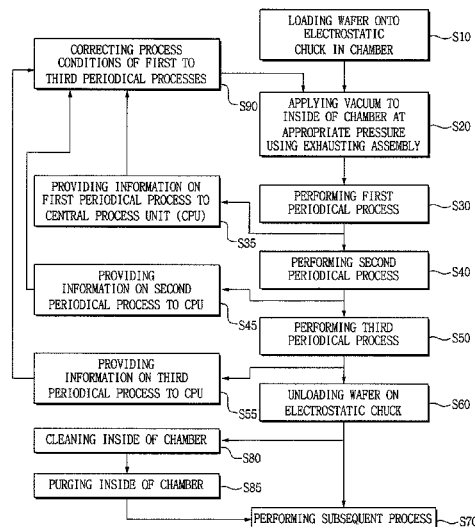 LOADING WAFER ONTO
ELECTROSTATIC
CHUCK IN CHAMBER
S10
CORRECTING PROCESS
CONDITIONS OF FIRST TO
THIRD PERIODICAL PROCESSES
S90
APPLYING VACUUM TO
INSIDE OF CHAMBER AT
APPROPRIATE PRESSURE
USING EXHAUSTING ASSEMBLY
S20
PROVIDING INFORMATION ON
FIRST PERIODICAL PROCESS TO
CENTRAL PROCESS UNIT (CPU)
S35
PERFORMING FIRST
PERIODICAL PROCESS
S30
PERFORMING SECOND
PERIODICAL PROCESS
S40
PROVIDING
INFORMATION ON SECOND
PERIODICAL PROCESS TO CPU
S45
PERFORMING THIRD
PERIODICAL PROCESS
S50
PROVIDING
INFORMATION ON THIRD
PERIODICAL PROCESS TO CPU
S55
UNLOADING WAFER ON
ELECTROSTATIC CHUCK
S60
CLEANING INSIDE OF CHAMBER
S80
PURGING INSIDE OF CHAMBER
S85
PERFORMING SUBSEQUENT PROCESS
S70